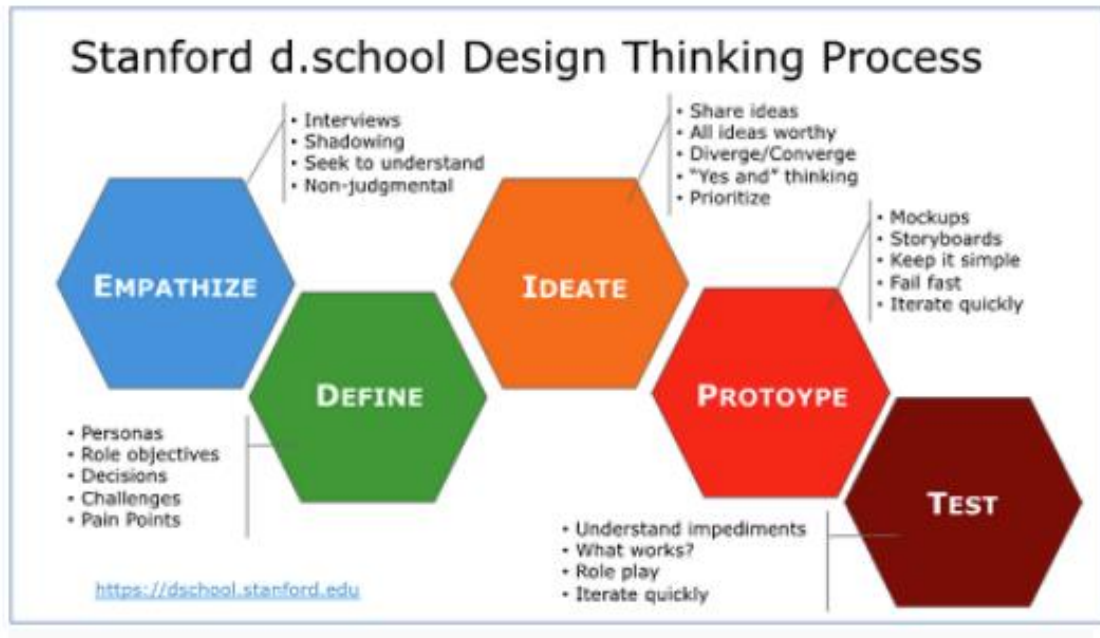 Stanford d.school Design Thinking Process
• Interviews
• Shadowing
• Seek to understand
• Non-judgmental
EMPATHIZE
• Personas
• Role objectives
• Decisions
• Challenges
• Pain Points
DEFINE
• Share ideas
• All ideas worthy
• Diverge/Converge
• "Yes and" thinking
• Prioritize
IDEATE
• Mockups
• Storyboards
• Keep it simple
• Fail fast
• Iterate quickly
PROTOYPE
• Understand impediments
• What works?
• Role play
• Iterate quickly
TEST
https://dschool.stanford.edu